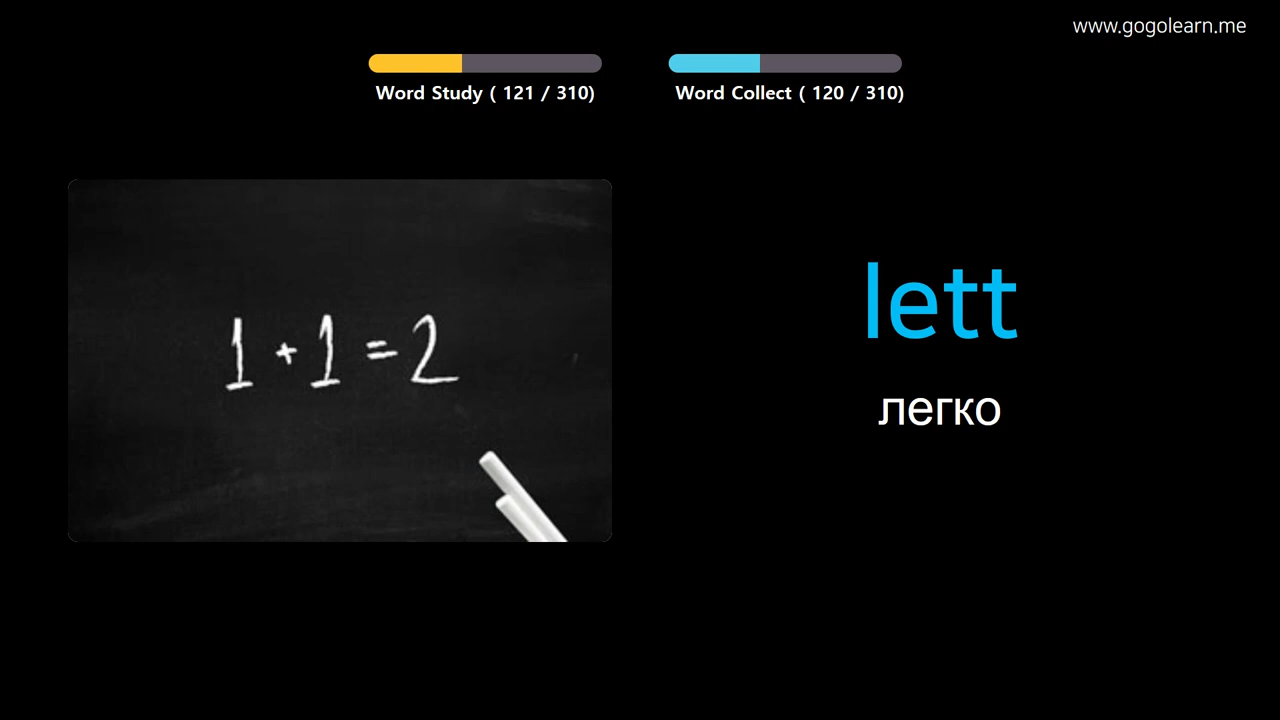 www.gogolearn.me
Word Study ( 121 / 310)
Word Collect ( 120 / 310)
1 + 1 = 2
lett
легко